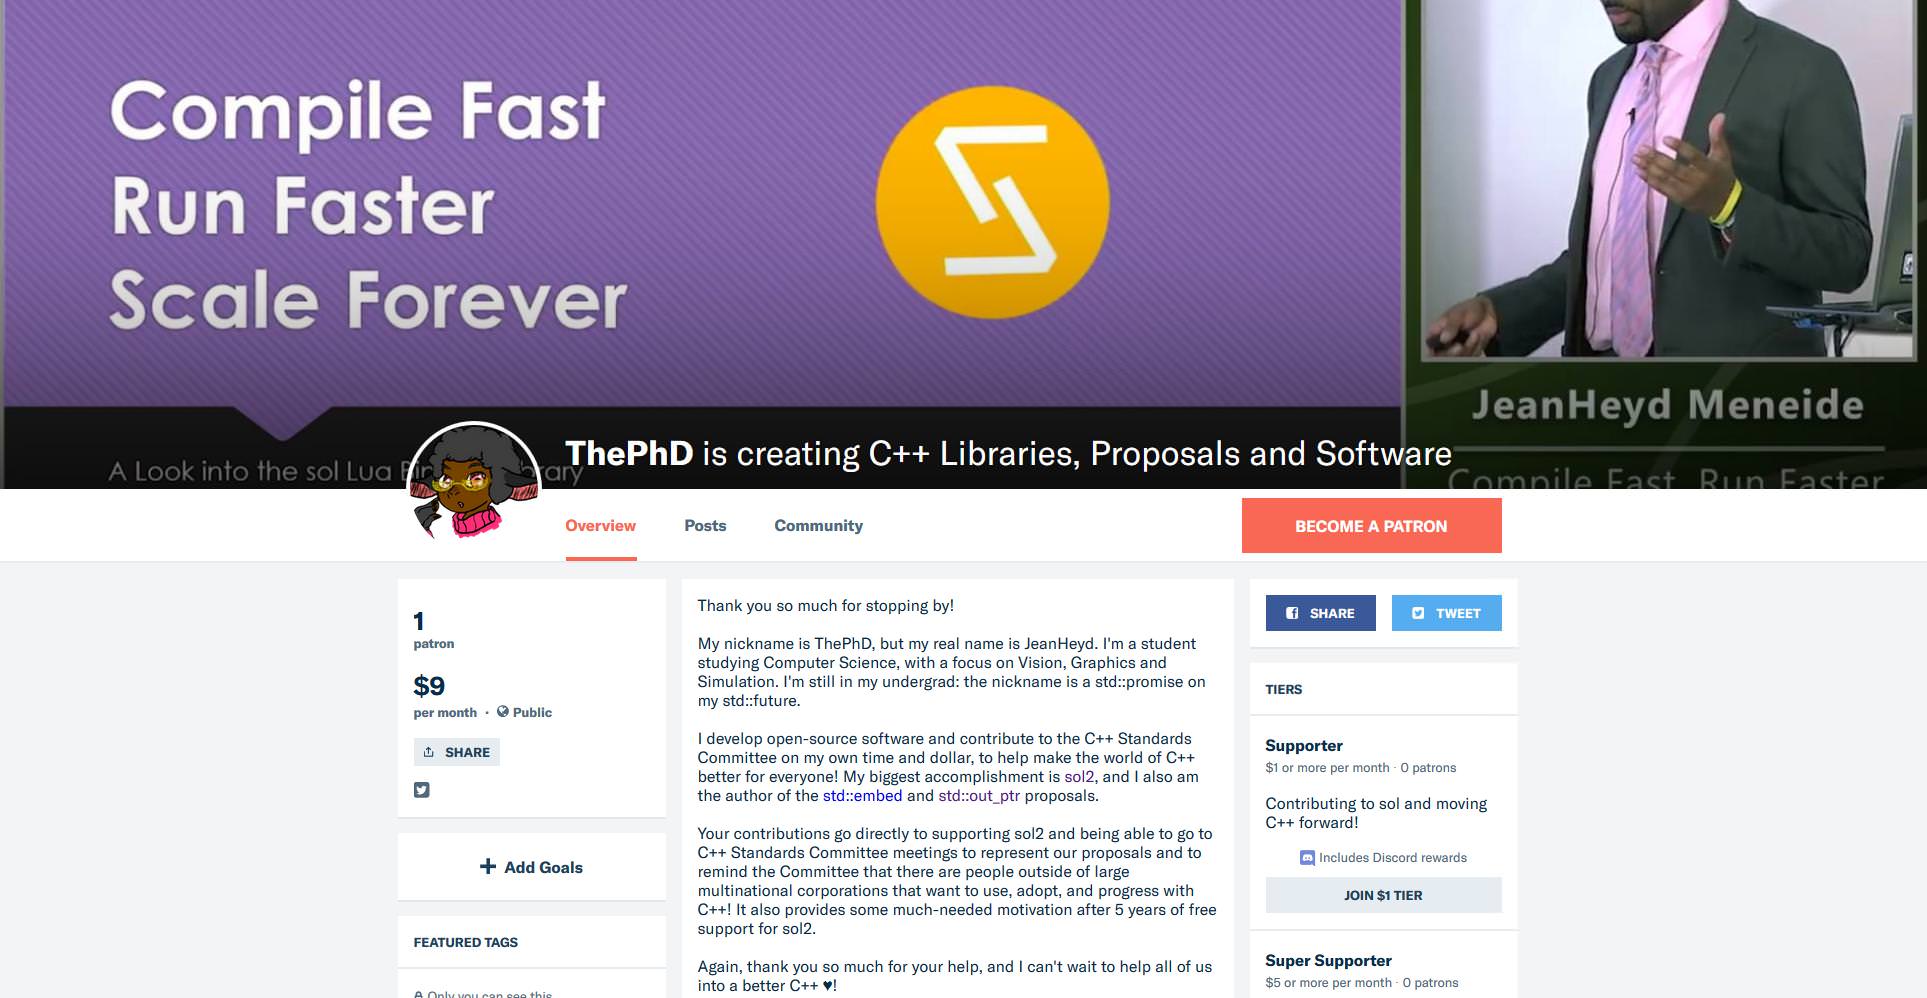 Compile Fast
Run Faster
Scale Forever
A Look into the sol Lua
JeanHeyd Meneide
Compile Fast, Run Faster
ThePhD is creating C++ Libraries, Proposals and Software
Overview
Posts
Community
BECOME A PATRON
1
patron
$9
per month · Public
SHARE
Add Goals
FEATURED TAGS
Only you can see this
Thank you so much for stopping by!
My nickname is ThePhD, but my real name is JeanHeyd. I'm a student
studying Computer Science, with a focus on Vision, Graphics and
Simulation. I'm still in my undergrad: the nickname is a std::promise on
my std::future.
I develop open-source software and contribute to the C++ Standards
Committee on my own time and dollar, to help make the world of C++
better for everyone! My biggest accomplishment is sol2, and I also am
the author of the std::embed and std::out_ptr proposals.
Your contributions go directly to supporting sol2 and being able to go to
C++ Standards Committee meetings to represent our proposals and to
remind the Committee that there are people outside of large
multinational corporations that want to use, adopt, and progress with
C++! It also provides some much-needed motivation after 5 years of free
support for sol2.
Again, thank you so much for your help, and I can't wait to help all of us
into a better C++ ♥!
SHARE
TWEET
TIERS
Supporter
$1 or more per month · 0 patrons
Contributing to sol and moving
C++ forward!
Includes Discord rewards
JOIN $1 TIER
Super Supporter
$5 or more per month · 0 patrons